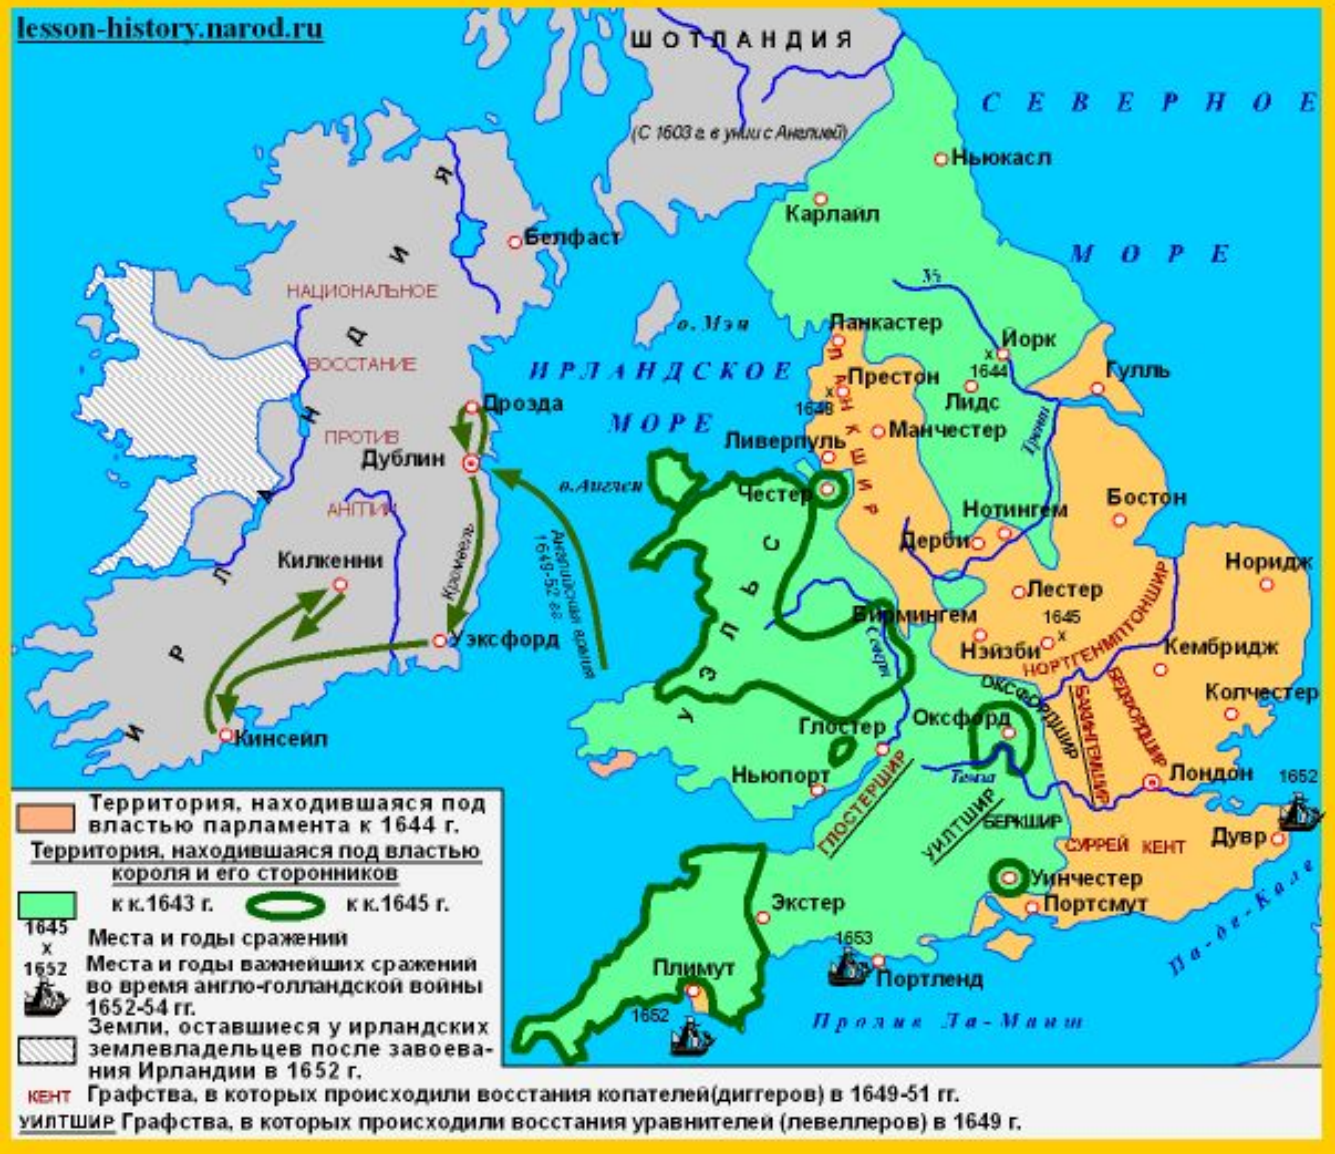 lesson-history.narod.ru
ШОТЛАНДИЯ
(С 1603 г. в унии с Англией)
СЕВЕРНОЕ
МОРЕ
Ньюкасл
Карлайл
Белфаст
ИРЛАНДИЯ
НАЦИОНАЛЬНОЕ
ВОССТАНИЕ
ПРОТИВ
АНГЛИИ
о. Мэн
ИРЛАНДСКОЕ
МОРЕ
Ланкастер
Йорк
x
1644
Гулль
Престон
x
1648
Лидс
ЛАНКШИР
Манчестер
Трент
Ливерпуль
о.Англси
Честер
Дрозда
Дублин
Кромвель
Английская армия
1649-52 гг.
Килкенни
Уэксфорд
Кинсейл
УЭЛЬС
Нотингем
Бостон
Дерби
Норидж
Лестер
Бирмингем
1645
x
Нэйзби
НОРТГЕНМПТОНШИР
Кембридж
Северн
Колчестер
ОКСФОРДШИР
БАКИНГЕМШИР
БЕДФОРДШИР
Глостер
Оксфорд
Ньюпорт
ГЛОСТЕРШИР
Темза
Лондон
1652
УИЛТШИР
БЕРКШИР
СУРРЕЙ КЕНТ
Дувр
Уинчестер
Портсмут
Па-де-Кале
Экстер
1653
Портленд
Плимут
1652
Пролив Ла-Манш
Территория, находившаяся под
властью парламента к 1644 г.
Территория, находившаяся под властью
короля и его сторонников
к к.1643 г. к к.1645 г.
1645
x
Места и годы сражений
1652
Места и годы важнейших сражений
во время англо-голландской войны
1652-54 гг.
Земли, оставшиеся у ирландских
землевладельцев после завоева-
ния Ирландии в 1652 г.
КЕНТ Графства, в которых происходили восстания копателей(диггеров) в 1649-51 гг.
УИЛТШИР Графства, в которых происходили восстания уравнителей (левеллеров) в 1649 г.